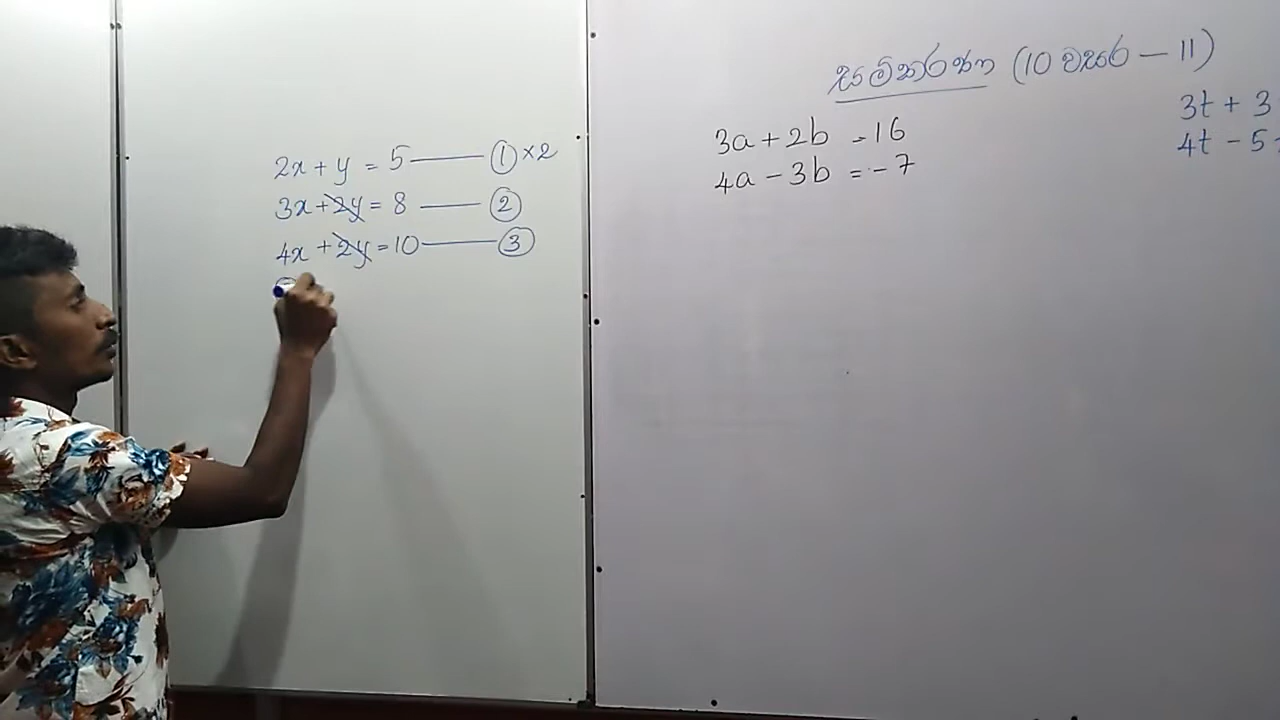 සමීකරණ (10 වසර - 11)
2x + y = 5 —— ① ×2
3x + 2y = 8 —— ②
4x + 2y = 10 —— ③
3a + 2b = 16
4a - 3b = -7
3t + 3
4t - 5